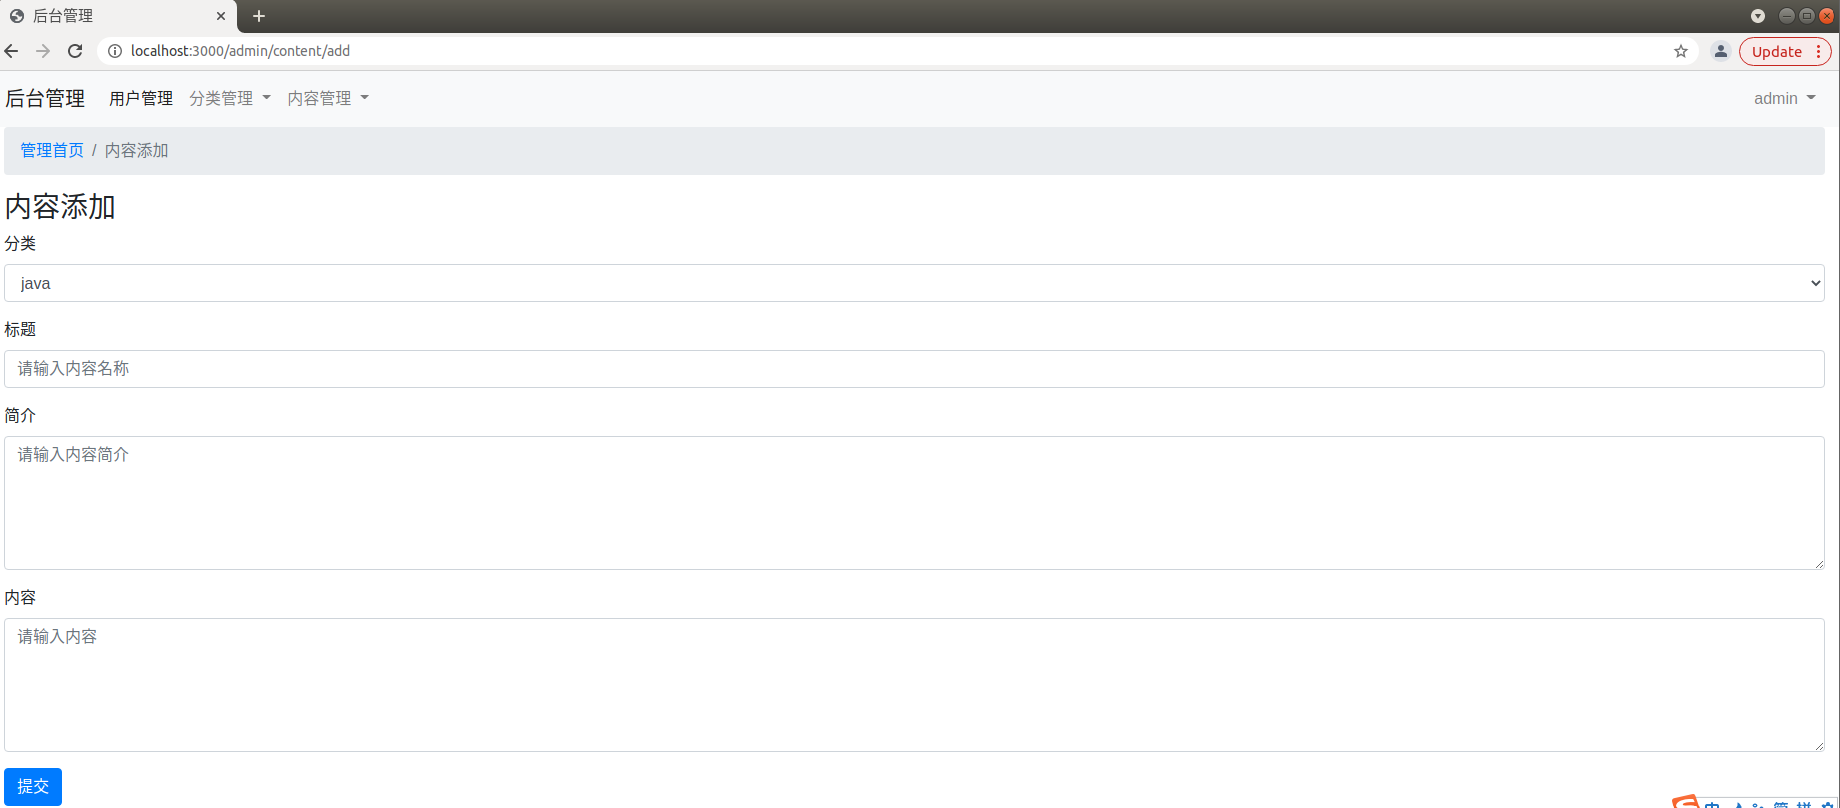 后台管理
localhost:3000/admin/content/add
Update
后台管理 用户管理 分类管理 内容管理 admin
管理首页 / 内容添加
内容添加
分类
java
标题
请输入内容名称
简介
请输入内容简介
内容
请输入内容
提交